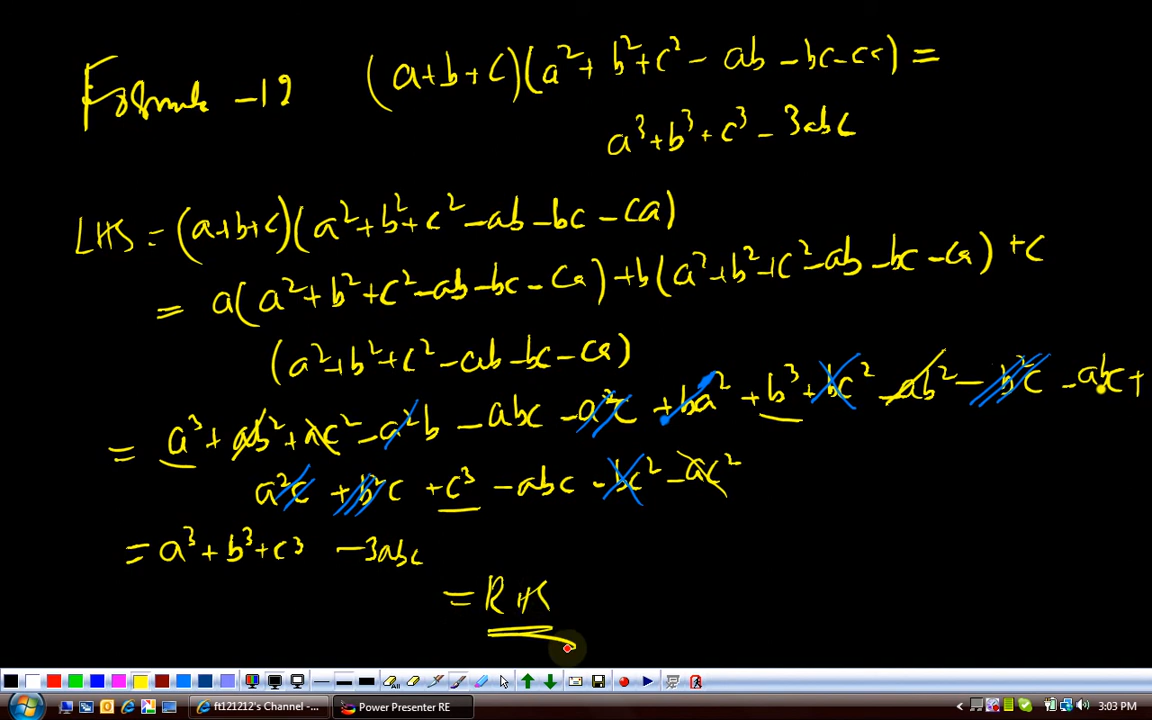 Formula -12 (a+b+c)(a²+b²+c²-ab-bc-ca)=
a³+b³+c³-3abc
LHS=(a+b+c)(a²+b²+c²-ab-bc-ca)
= a(a²+b²+c²-ab-bc-ca)+b(a²+b²+c²-ab-bc-ca)+c
(a²+b²+c²-ab-bc-ca)
= a³+ab²+ac²-a²b-abc-a²c+ba²+b³+bc²-ab²-b²c-abc+
a²c+b²c+c³-abc-bc²-ac²
=a³+b³+c³ -3abc
=RHS
All
ft121212's Channel -...
Power Presenter RE
3:03 PM